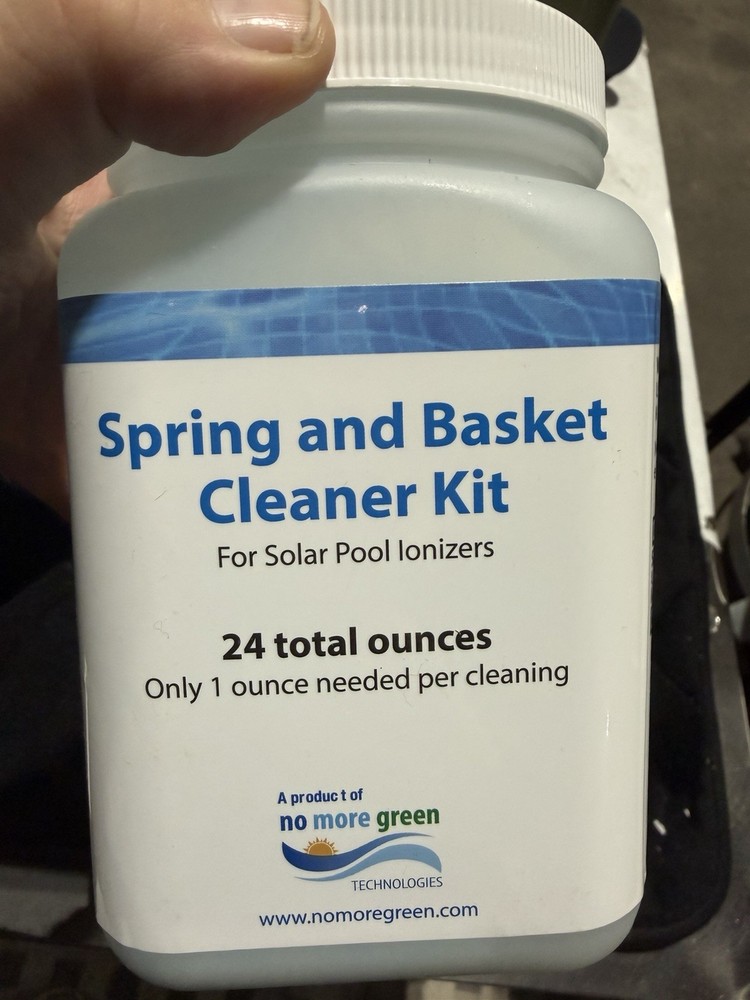 Spring and Basket
Cleaner Kit
For Solar Pool Ionizers
24 total ounces
Only 1 ounce needed per cleaning
A product of
no more green
TECHNOLOGIES
www.nomoregreen.com